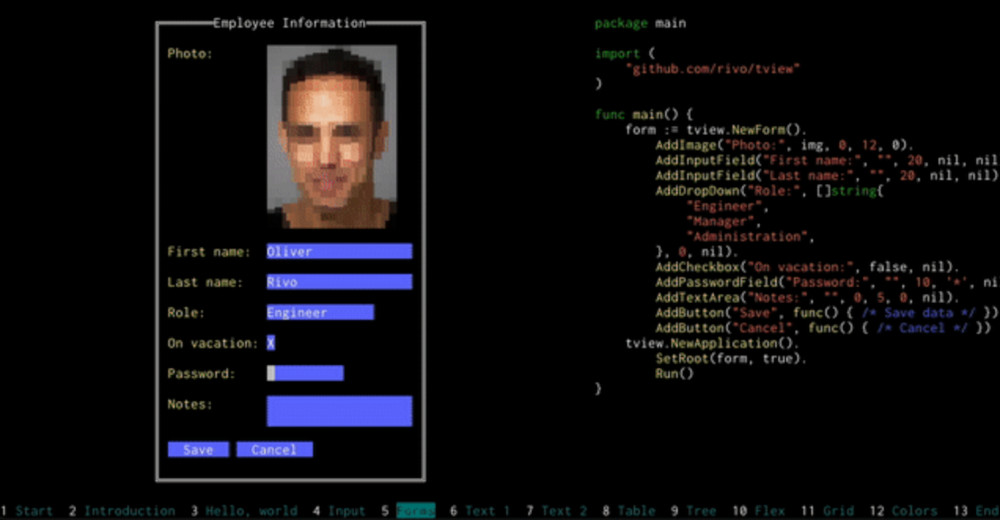 Employee Information
Photo:
First name: Oliver
Last name: Rivo
Role: Engineer
On vacation: X
Password:
Notes:
Save Cancel
package main
import (
"github.com/rivo/tview"
)
func main() {
form := tview.NewForm().
AddImage("Photo:", img, 0, 12, 0).
AddInputField("First name:", "", 20, nil, nil
AddInputField("Last name:", "", 20, nil, nil)
AddDropDown("Role:", []string{
"Engineer",
"Manager",
"Administration",
}, 0, nil).
AddCheckbox("On vacation:", false, nil).
AddPasswordField("Password:", "", 10, '*', ni
AddTextArea("Notes:", "", 0, 5, 0, nil).
AddButton("Save", func() { /* Save data */ })
AddButton("Cancel", func() { /* Cancel */ })
tview.NewApplication().
SetRoot(form, true).
Run()
}
1 Start 2 Introduction 3 Hello, world 4 Input 5 Forms 6 Text 1 7 Text 2 8 Table 9 Tree 10 Flex 11 Grid 12 Colors 13 End